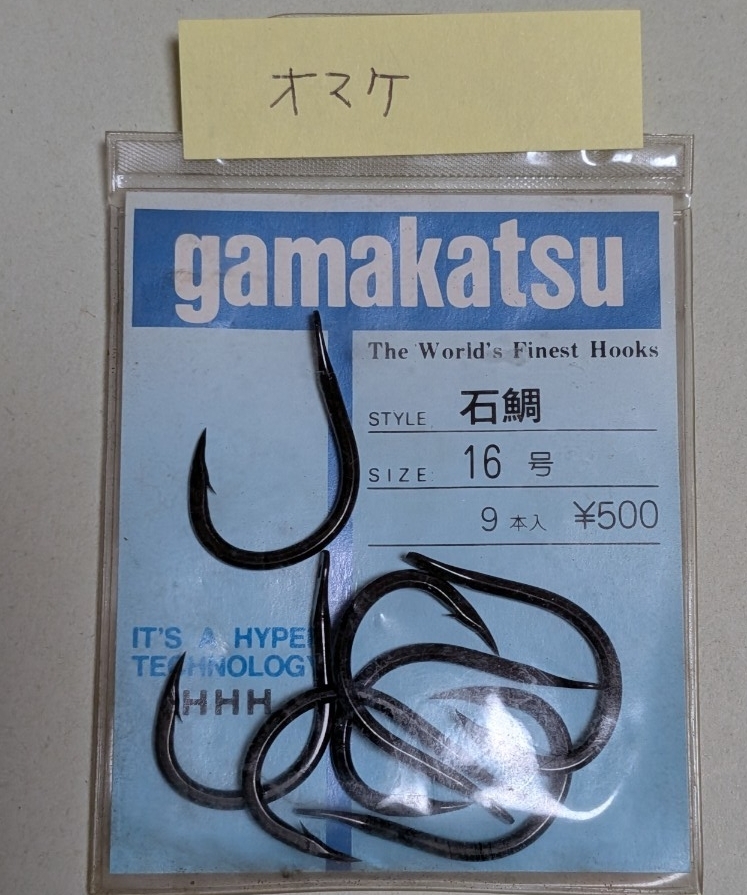 オマケ
gamakatsu
The World's Finest Hooks
STYLE 石鯛
SIZE: 16 号
9 本入 ¥500
IT'S A HYPE
TECHNOLOGY
HHH